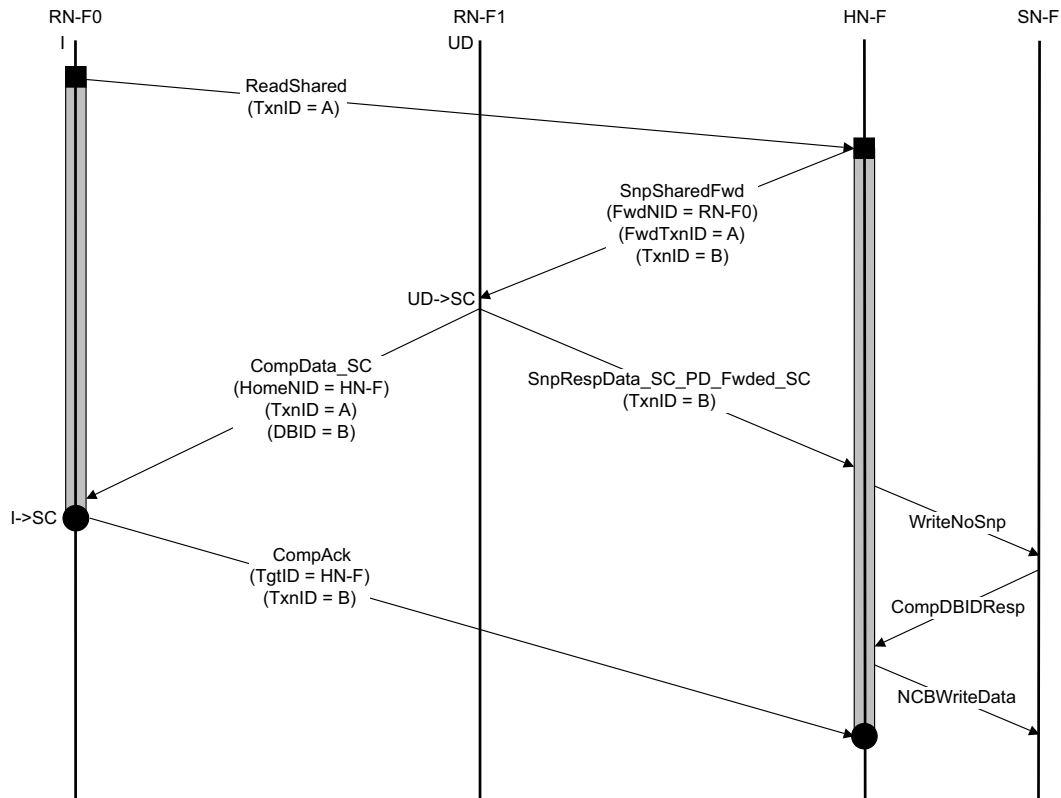 RN-F0
RN-F1
HN-F
SN-F
I
UD
ReadShared
(TxnID = A)
SnpSharedFwd
(FwdNID = RN-F0)
(FwdTxnID = A)
(TxnID = B)
UD->SC
CompData_SC
(HomeNID = HN-F)
(TxnID = A)
(DBID = B)
SnpRespData_SC_PD_Fwded_SC
(TxnID = B)
I->SC
WriteNoSnp
CompAck
(TgtID = HN-F)
(TxnID = B)
CompDBIDResp
NCBWriteData